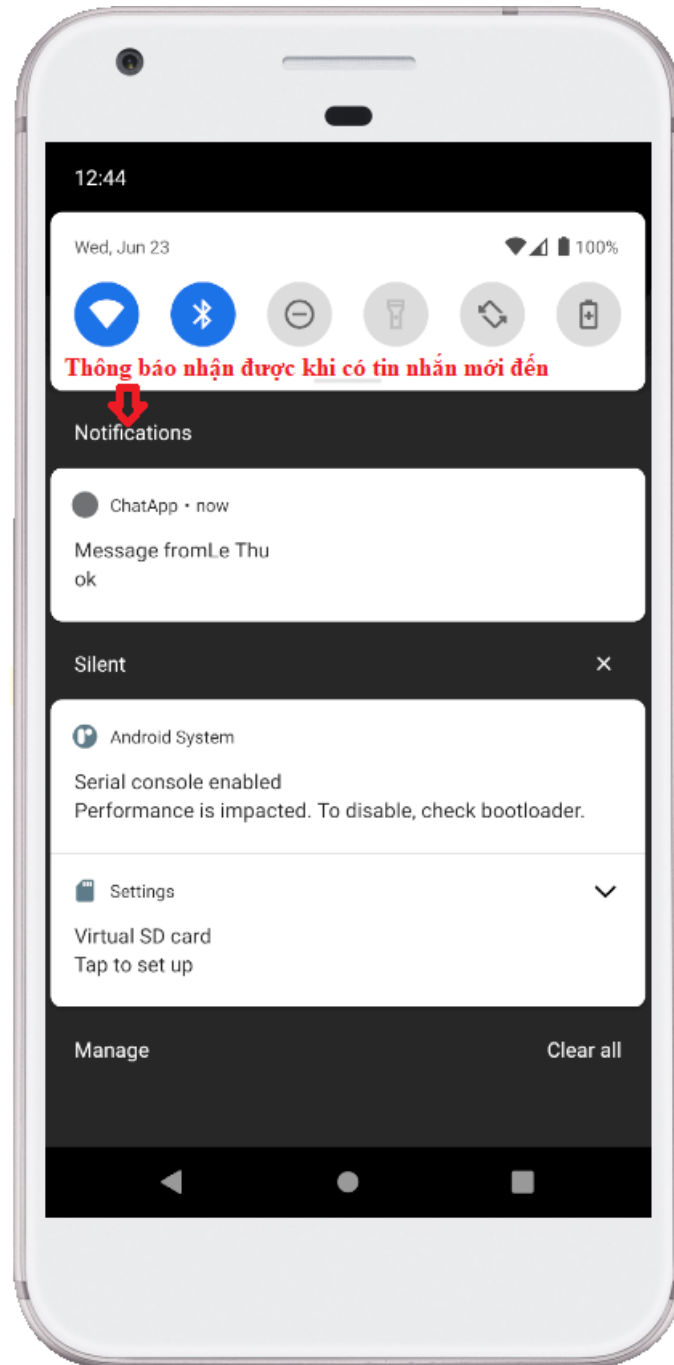 12:44
Wed, Jun 23 100%
Thông báo nhận được khi có tin nhắn mới đến
Notifications
ChatApp • now
Message fromLe Thu
ok
Silent
Android System
Serial console enabled
Performance is impacted. To disable, check bootloader.
Settings
Virtual SD card
Tap to set up
Manage Clear all